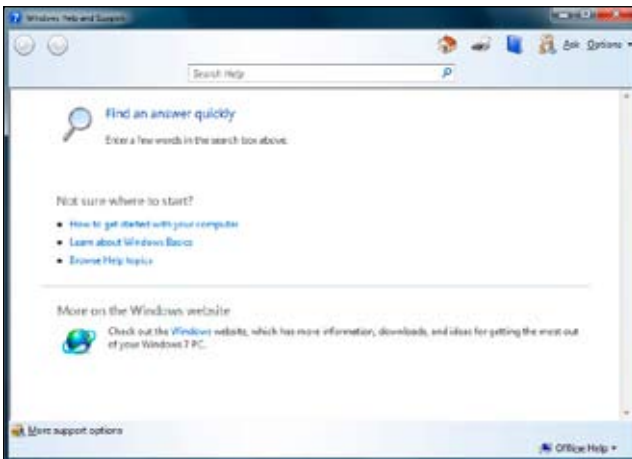 Windows Help and Support
Ask Options
Search Help
Find an answer quickly
Enter a few words in the search box above.
Not sure where to start?
How to get started with your computer
Learn about Windows Basics
Browse Help topics
More on the Windows website
Check out the Windows website, which has more information, downloads, and ideas for getting the most out
of your Windows 7 PC.
More support options
Office Help